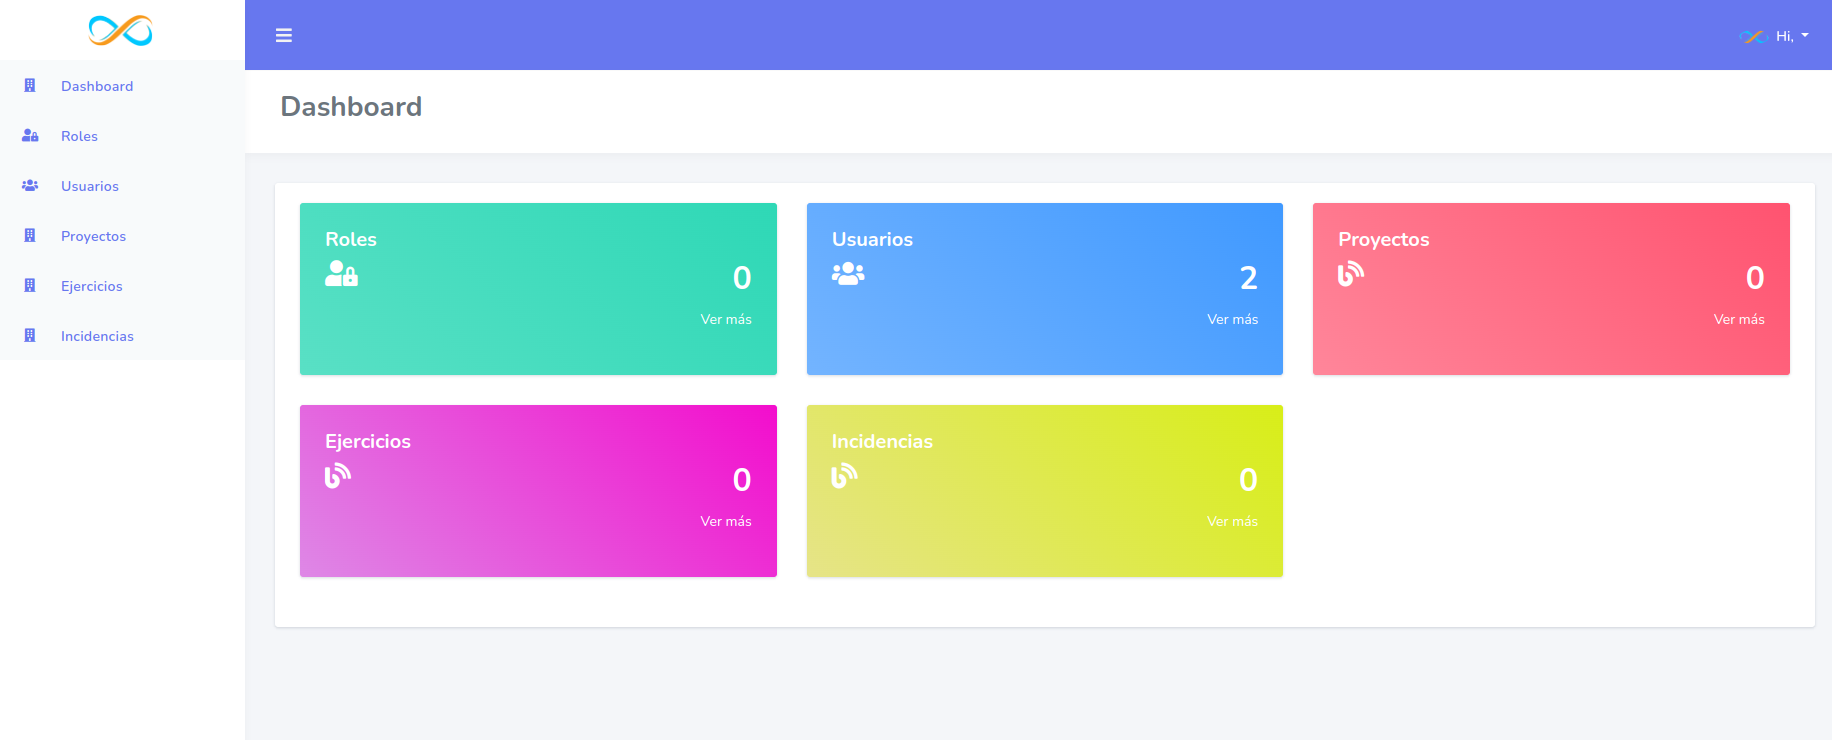 Hi,
Dashboard
Roles
Usuarios
Proyectos
Ejercicios
Incidencias
Dashboard
Roles
0
Ver más
Usuarios
2
Ver más
Proyectos
0
Ver más
Ejercicios
0
Ver más
Incidencias
0
Ver más